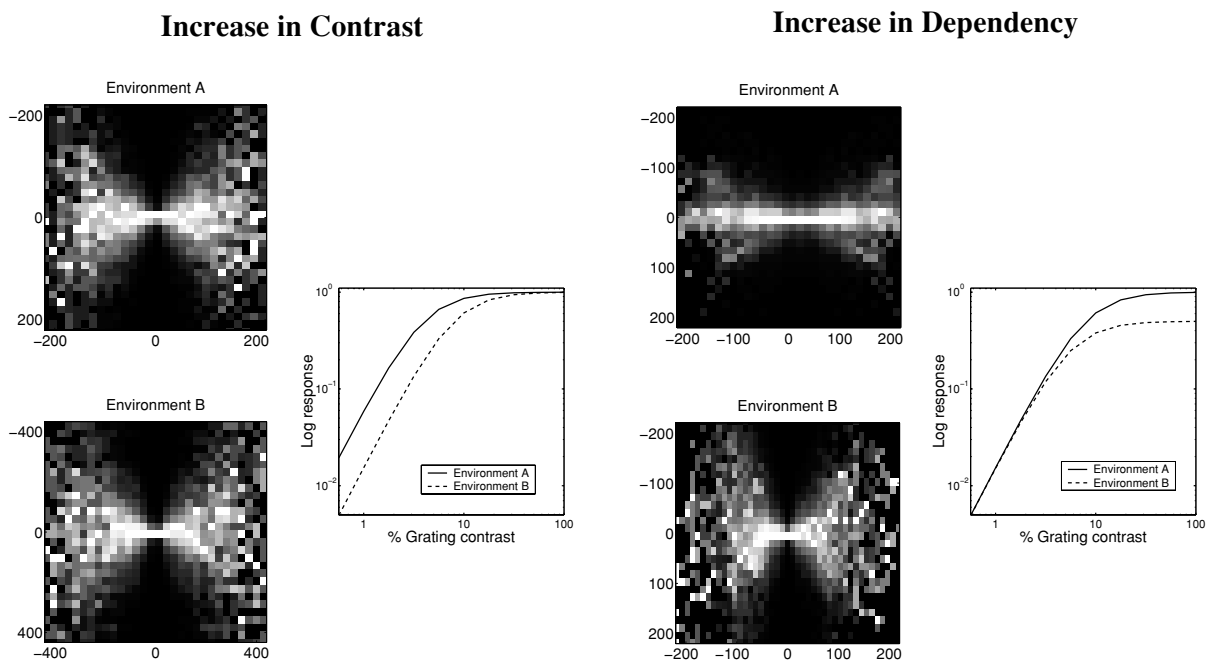 Increase in Contrast
Environment A
−200
0
200
−200 0 200
Environment B
−400
0
400
−400 0 400
Log response
10^0
10^−1
10^−2
Environment A
Environment B
1 10 100
% Grating contrast
Increase in Dependency
Environment A
−200
−100
0
100
200
−200 −100 0 100 200
Environment B
−200
−100
0
100
200
−200 −100 0 100 200
Log response
10^0
10^−1
10^−2
Environment A
Environment B
1 10 100
% Grating contrast